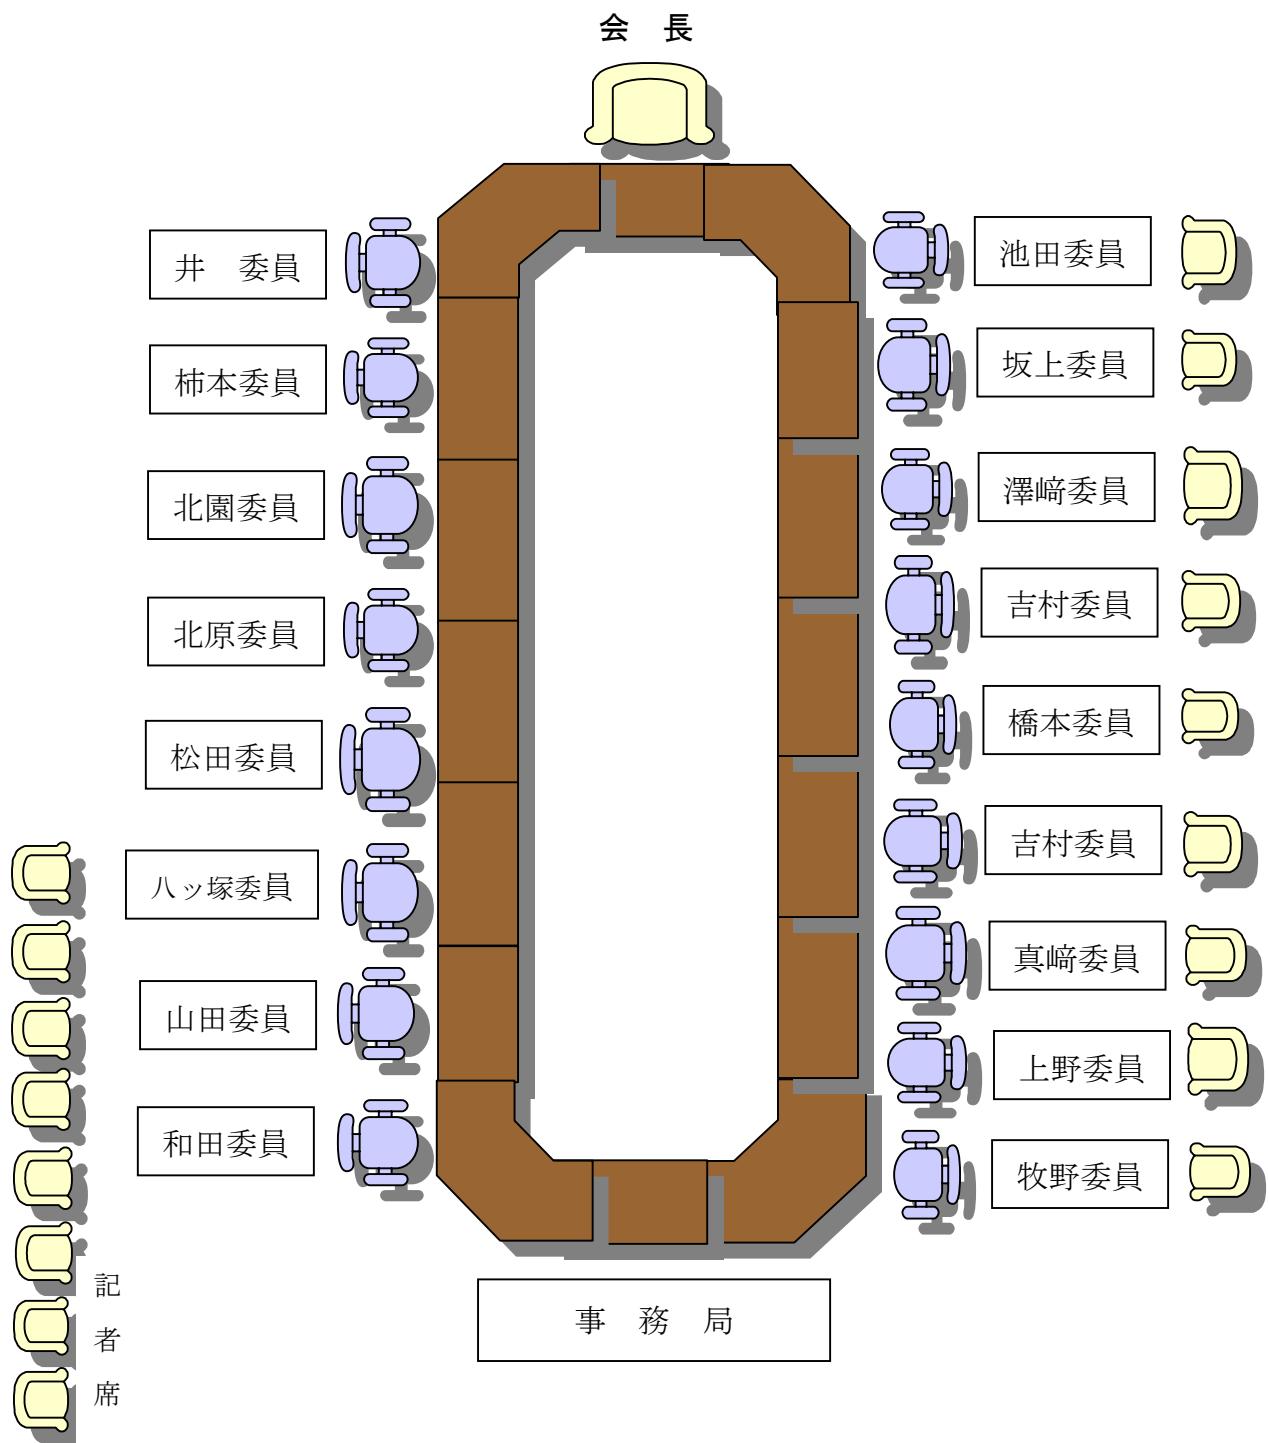 会　長
井　委員
柿本委員
北園委員
北原委員
松田委員
八ッ塚委員
山田委員
和田委員
池田委員
坂上委員
澤﨑委員
吉村委員
橋本委員
吉村委員
真﨑委員
上野委員
牧野委員
事　務　局
記者席